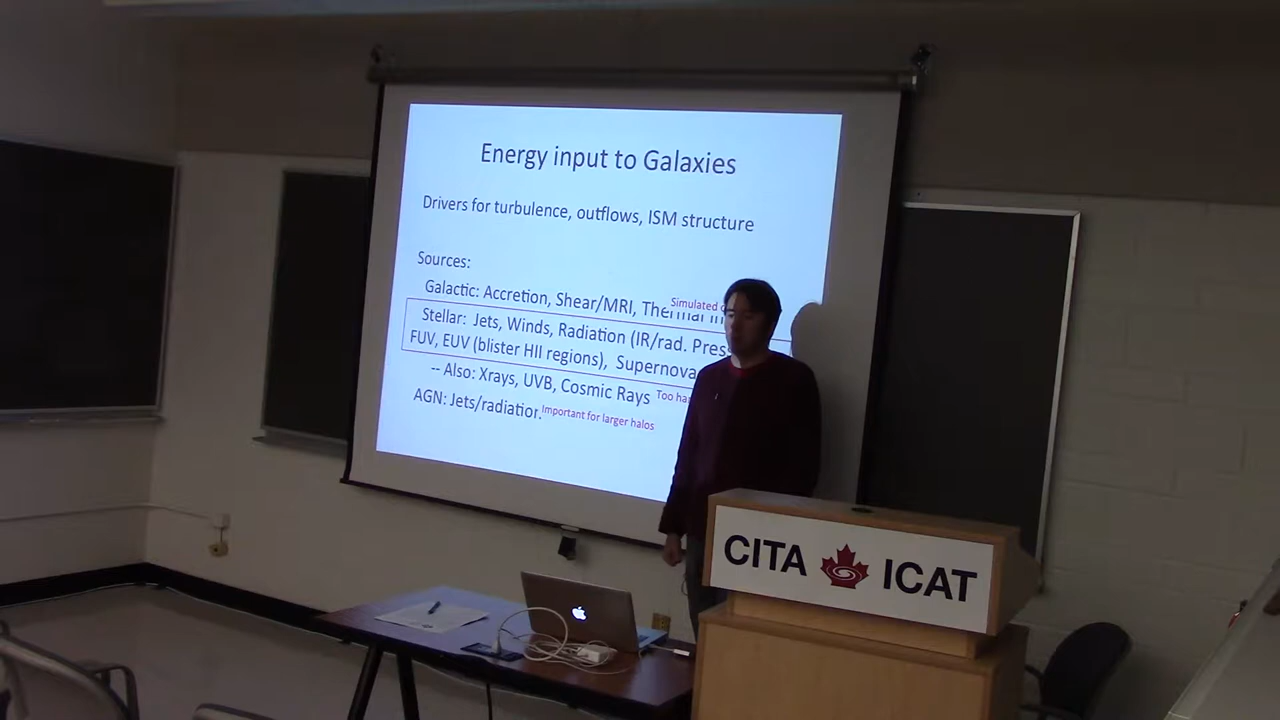 Energy input to Galaxies
Drivers for turbulence, outflows, ISM structure
Sources:
Simulated
Galactic: Accretion, Shear/MRI,
Stellar: Jets, Winds, Radiation (IR/rad.
FUV, EUV (blister HII regions), Supernova
-- Also: Xrays, UVB, Cosmic Rays Too
AGN: Jets/radiation. Important for larger halos
CITA ICAT